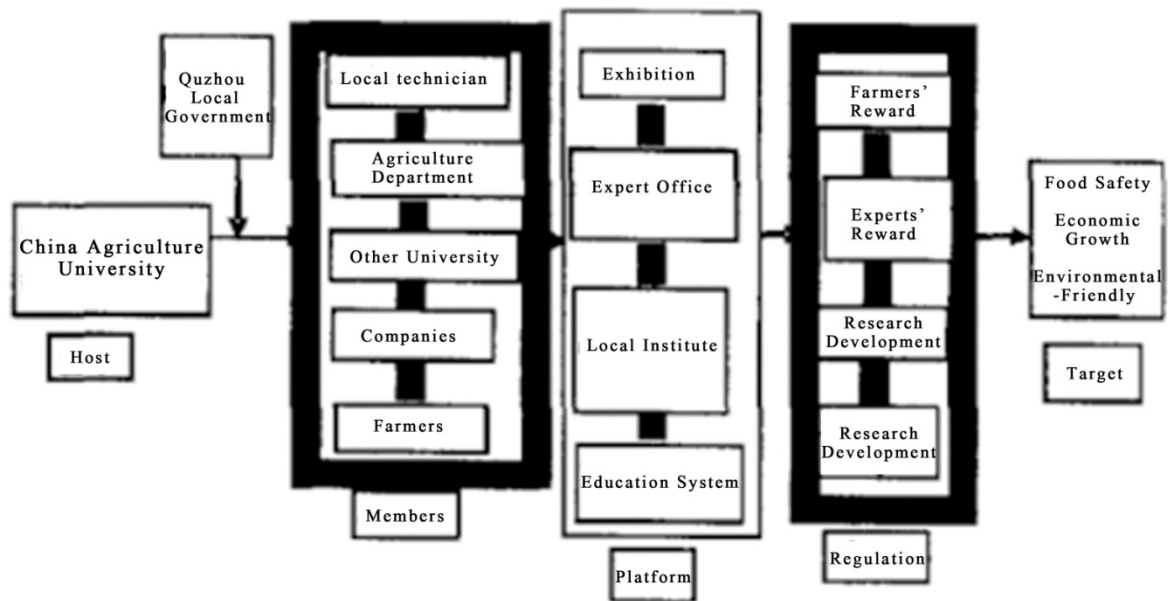 Quzhou
Local
Government
China Agriculture
University
Host
Local technician
Agriculture
Department
Other University
Companies
Farmers
Members
Exhibition
Expert Office
Local Institute
Education System
Platform
Farmers’
Reward
Experts’
Reward
Research
Development
Research
Development
Regulation
Food Safety
Economic
Growth
Environmental
-Friendly
Target